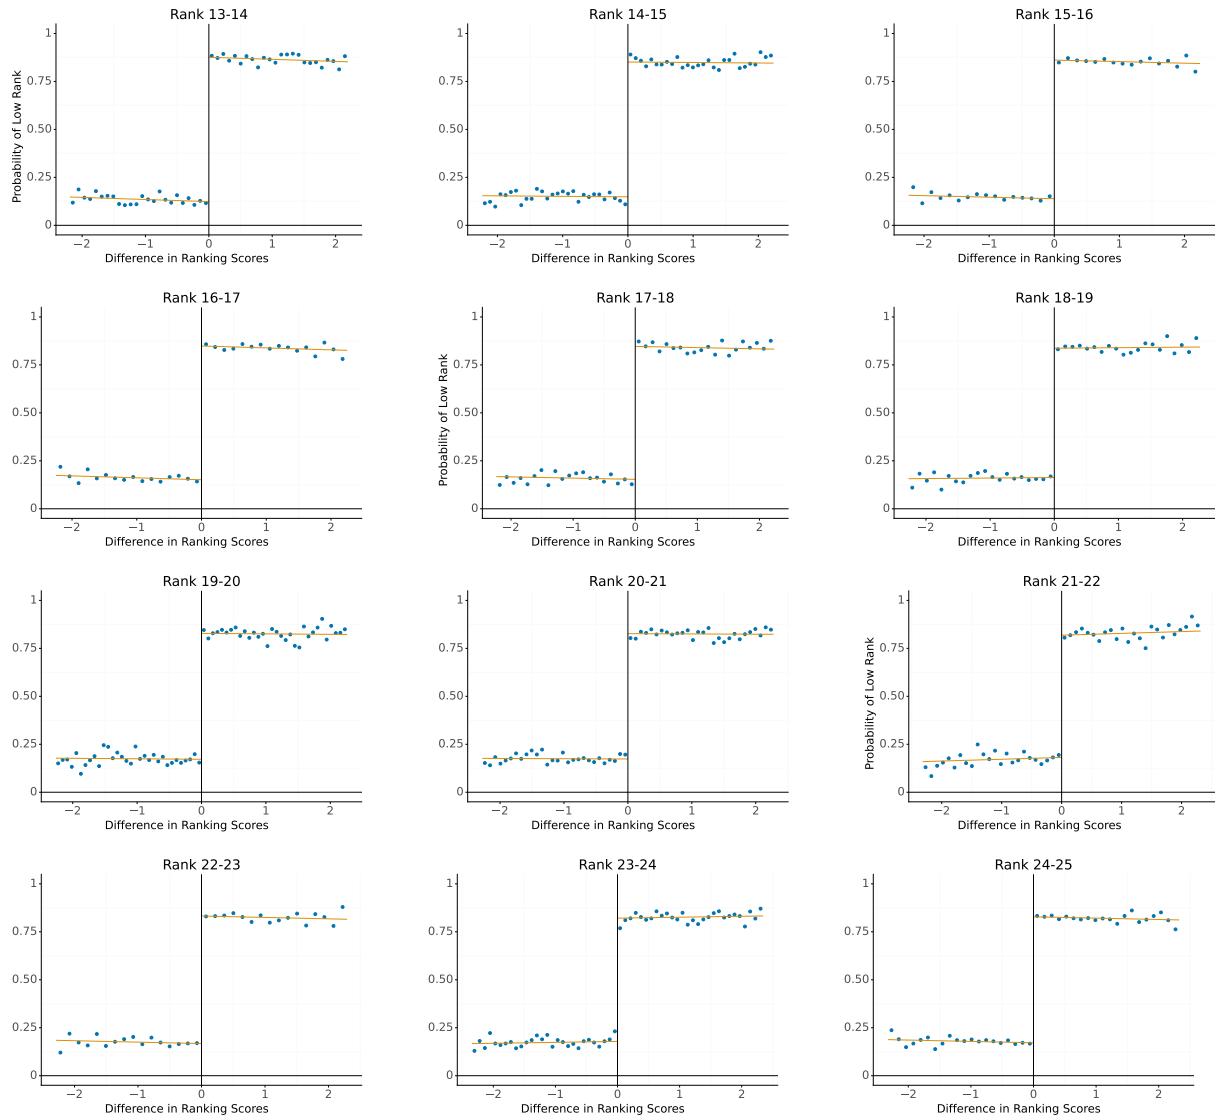 Rank 13-14
Rank 14-15
Rank 15-16
Probability of Low Rank
1
0.75
0.50
0.25
0
−2 −1 0 1 2
Difference in Ranking Scores
1
0.75
0.50
0.25
0
−2 −1 0 1 2
Difference in Ranking Scores
1
0.75
0.50
0.25
0
−2 −1 0 1 2
Difference in Ranking Scores
Rank 16-17
Rank 17-18
Rank 18-19
1
0.75
0.50
0.25
0
−2 −1 0 1 2
Difference in Ranking Scores
Probability of Low Rank
1
0.75
0.50
0.25
0
−2 −1 0 1 2
Difference in Ranking Scores
1
0.75
0.50
0.25
0
−2 −1 0 1 2
Difference in Ranking Scores
Rank 19-20
Rank 20-21
Rank 21-22
1
0.75
0.50
0.25
0
−2 −1 0 1 2
Difference in Ranking Scores
1
0.75
0.50
0.25
0
−2 −1 0 1 2
Difference in Ranking Scores
Probability of Low Rank
1
0.75
0.50
0.25
0
−2 −1 0 1 2
Difference in Ranking Scores
Rank 22-23
Rank 23-24
Rank 24-25
1
0.75
0.50
0.25
0
−2 −1 0 1 2
Difference in Ranking Scores
1
0.75
0.50
0.25
0
−2 −1 0 1 2
Difference in Ranking Scores
1
0.75
0.50
0.25
0
−2 −1 0 1 2
Difference in Ranking Scores